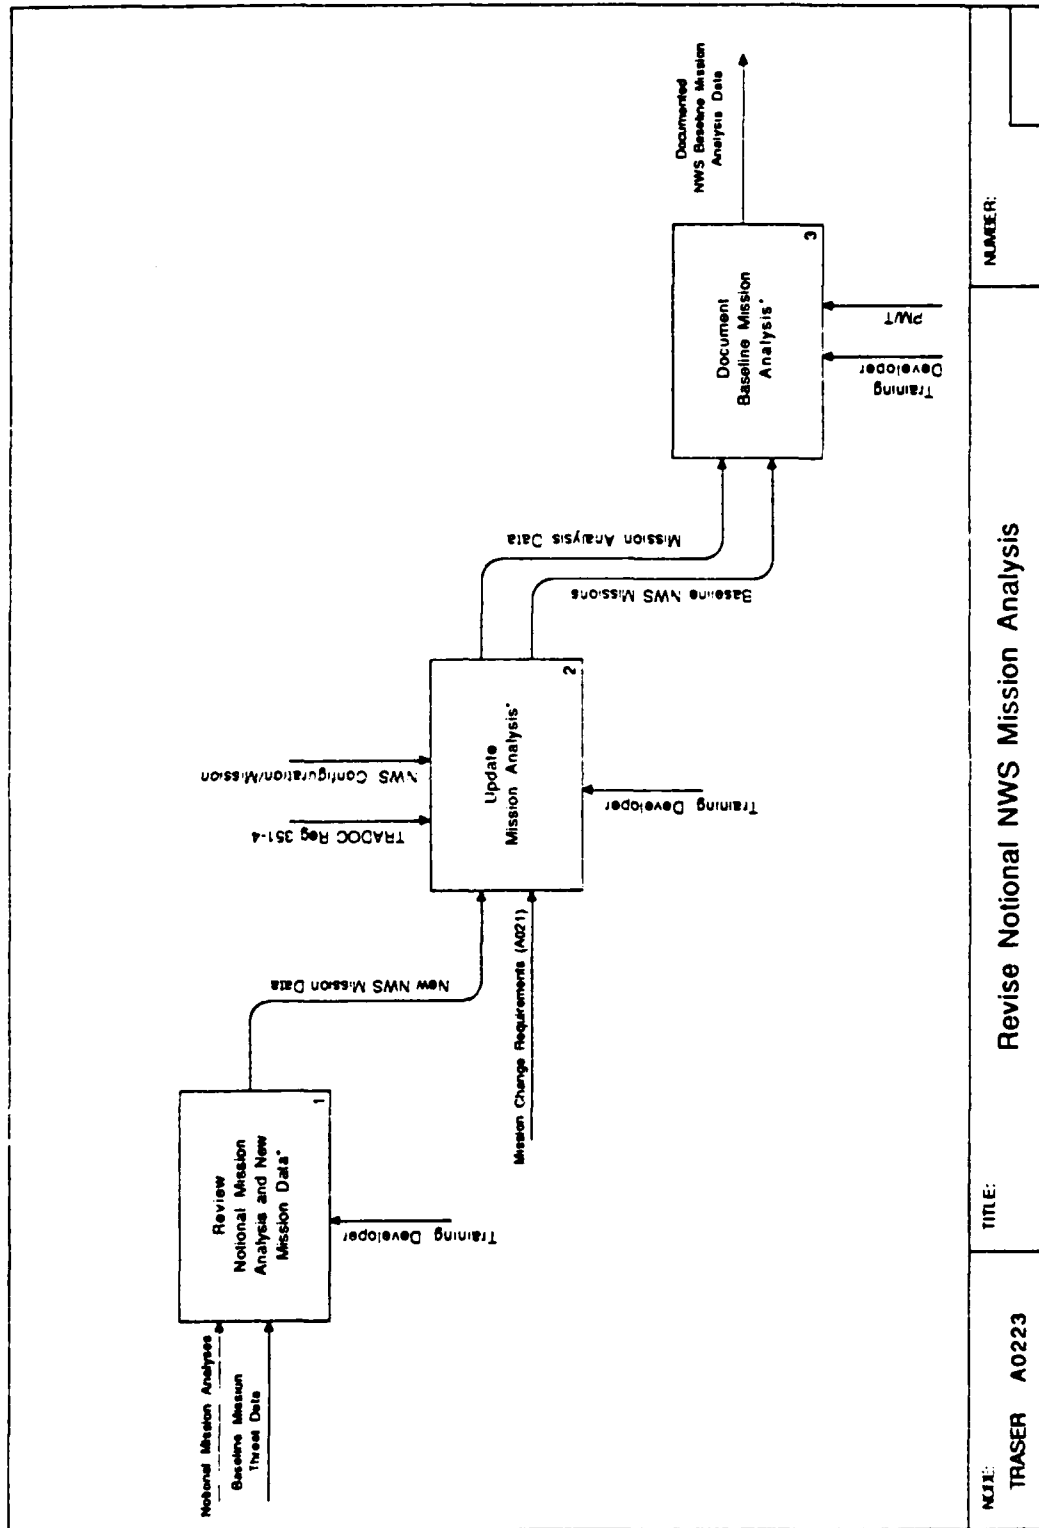 Notional Mission Analyses
Baseline Mission
Threat Data
Review
Notional Mission
Analysis and New
Mission Data*
1
Training Developer
New NWS Mission Data
Mission Change Requirements (A021)
TRADOC Reg 351-4
NWS Configuration/Mission
Update
Mission Analysis*
2
Training Developer
Mission Analysis Data
Baseline NWS Missions
Document
Baseline Mission
Analysis*
3
Training
Developer
PM/T
Documented
NWS Baseline Mission
Analysis Data
NODE:
TRASER A0223
TITLE:
Revise Notional NWS Mission Analysis
NUMBER: